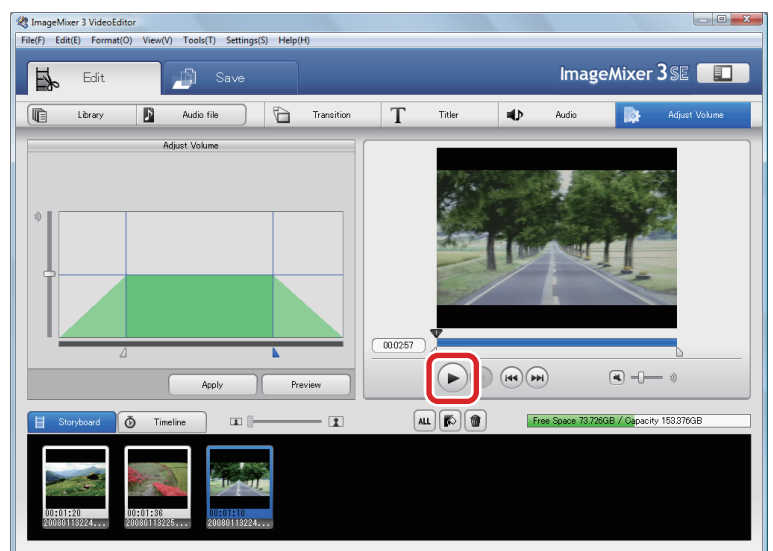 ImageMixer 3 VideoEditor
File(F) Edit(E) Format(O) View(V) Tools(T) Settings(S) Help(H)
Edit
Save
ImageMixer 3 SE
Library
Audio file
Transition
T
Titler
Audio
Adjust Volume
Adjust Volume
00:02:57
Apply
Preview
Storyboard
Timeline
ALL
Free Space 73.726GB / Capacity 153.376GB
00:01:20
20080113224...
00:01:36
20080113225...
00:01:10
20080113224...